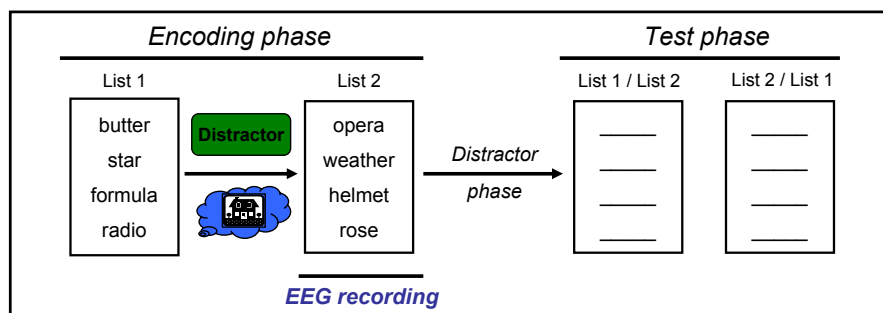 Encoding phase
Test phase
List 1
List 2
List 1 / List 2
List 2 / List 1
butter
star
formula
radio
Distractor
opera
weather
helmet
rose
Distractor
phase
EEG recording